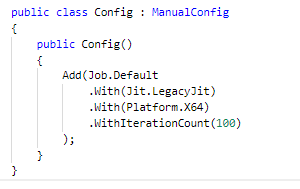 public class Config : ManualConfig
{
    public Config()
    {
        Add(Job.Default
            .With(Jit.LegacyJit)
            .With(Platform.X64)
            .WithIterationCount(100)
        );
    }
}